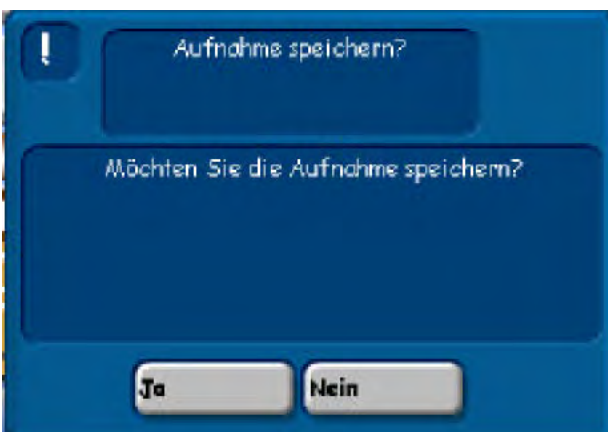 !
Aufnahme speichern?
Möchten Sie die Aufnahme speichern?
Ja
Nein